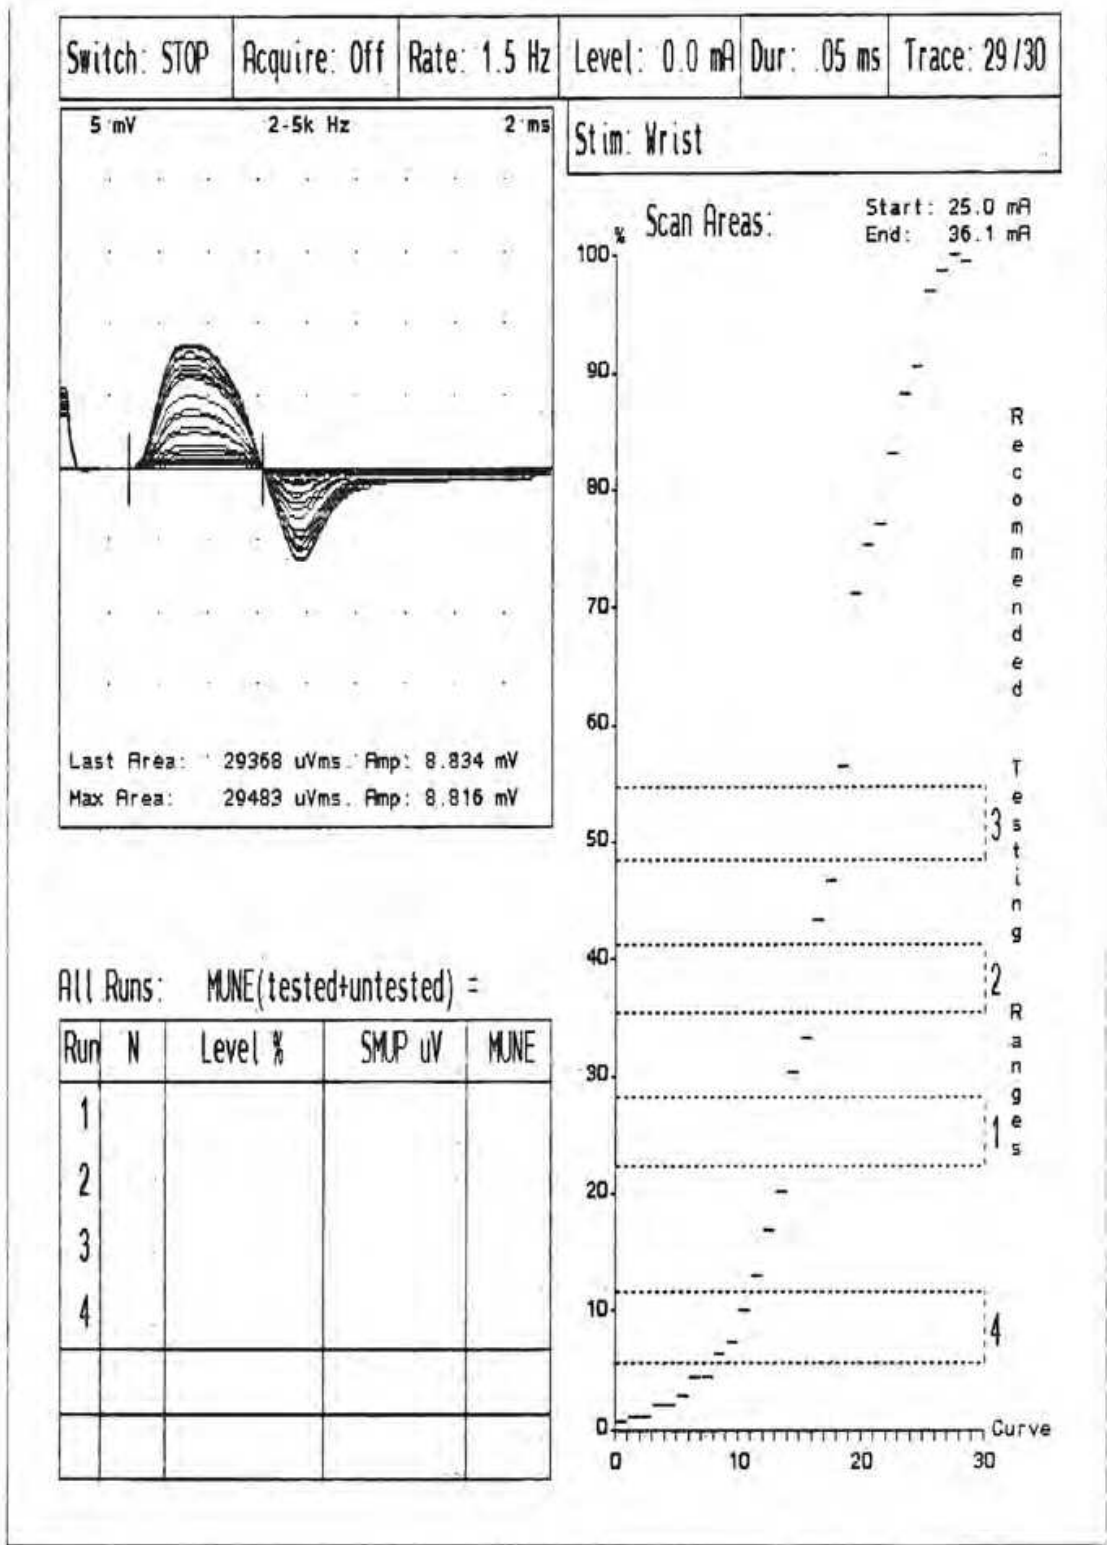 Switch: STOP Acquire: Off Rate: 1.5 Hz Level: 0.0 mA Dur: .05 ms Trace: 29/30
5 mV 2-5k Hz 2 ms
Stim: Wrist
Scan Areas:
Start: 25.0 mA
End: 36.1 mA
%
100
90
80
70
60
50
40
30
20
10
0
0 10 20 30
Curve
3
2
1
4
Recommended Testing Ranges
Last Area: 29368 uVms. Amp: 8.834 mV
Max Area: 29483 uVms. Amp: 8.816 mV
All Runs: MUNE(tested+untested) =
Run N Level % SMUP uV MUNE
1
2
3
4